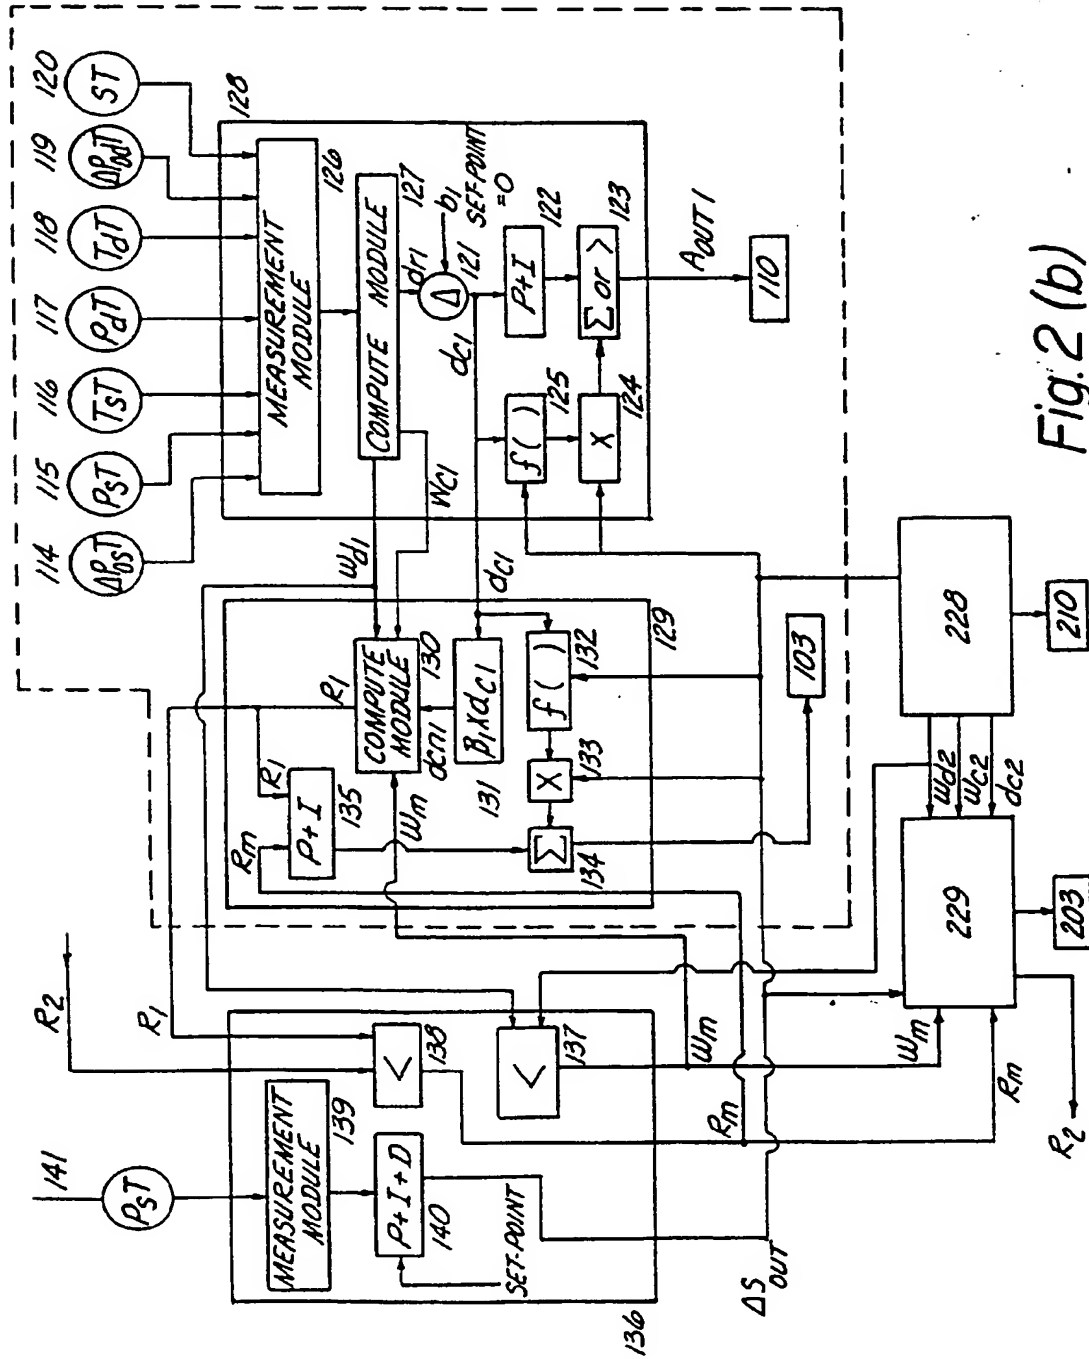 120
ST
119
ΔPodT
118
TdT
117
PdT
116
TsT
115
PsT
114
ΔPosT
128
MEASUREMENT
MODULE
126
COMPUTE MODULE
127
dr1
b1
Δ
121
SET-POINT
=0
dc1
P+I
122
Σ or >
123
f( )
125
X
124
AOUT1
110
wd1
wc1
dc1
129
COMPUTE
MODULE
130
R1
dcn1
β1xdc1
131
f( )
132
X
133
Σ
134
R1
P+I
135
Rm
wm
103
R2
R1
<
138
<
137
wm
Rm
141
PsT
MEASUREMENT
MODULE
139
P+I+D
140
SET-POINT
136
ΔSOUT
228
210
wd2
wc2
dc2
229
203
wm
Rm
R2
Fig.2 (b)